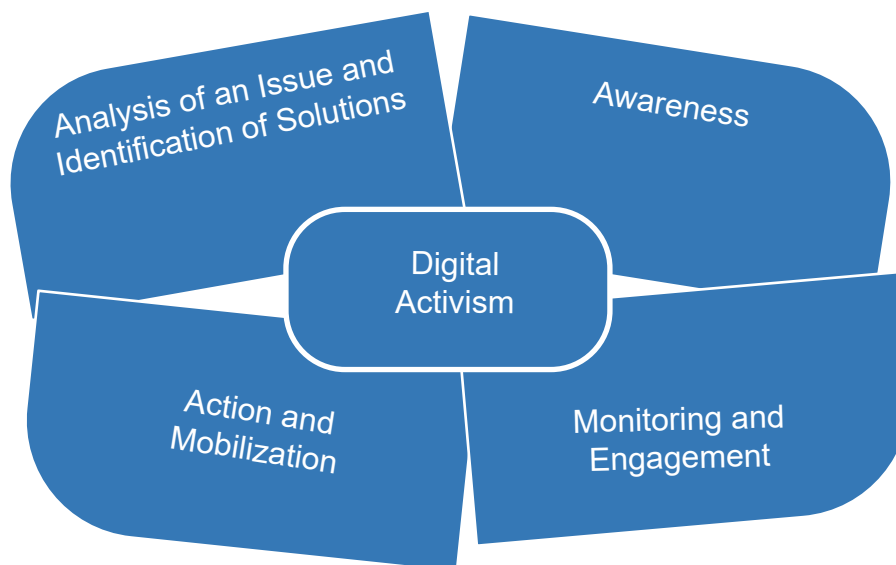 Analysis of an Issue and
Identification of Solutions
Awareness
Digital
Activism
Action and
Mobilization
Monitoring and
Engagement